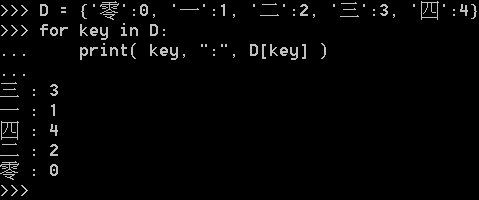 >>> D = {'零':0, '一':1, '二':2, '三':3, '四':4}
>>> for key in D:
...     print( key, ":", D[key] )
...
三 : 3
一 : 1
四 : 4
二 : 2
零 : 0
>>>